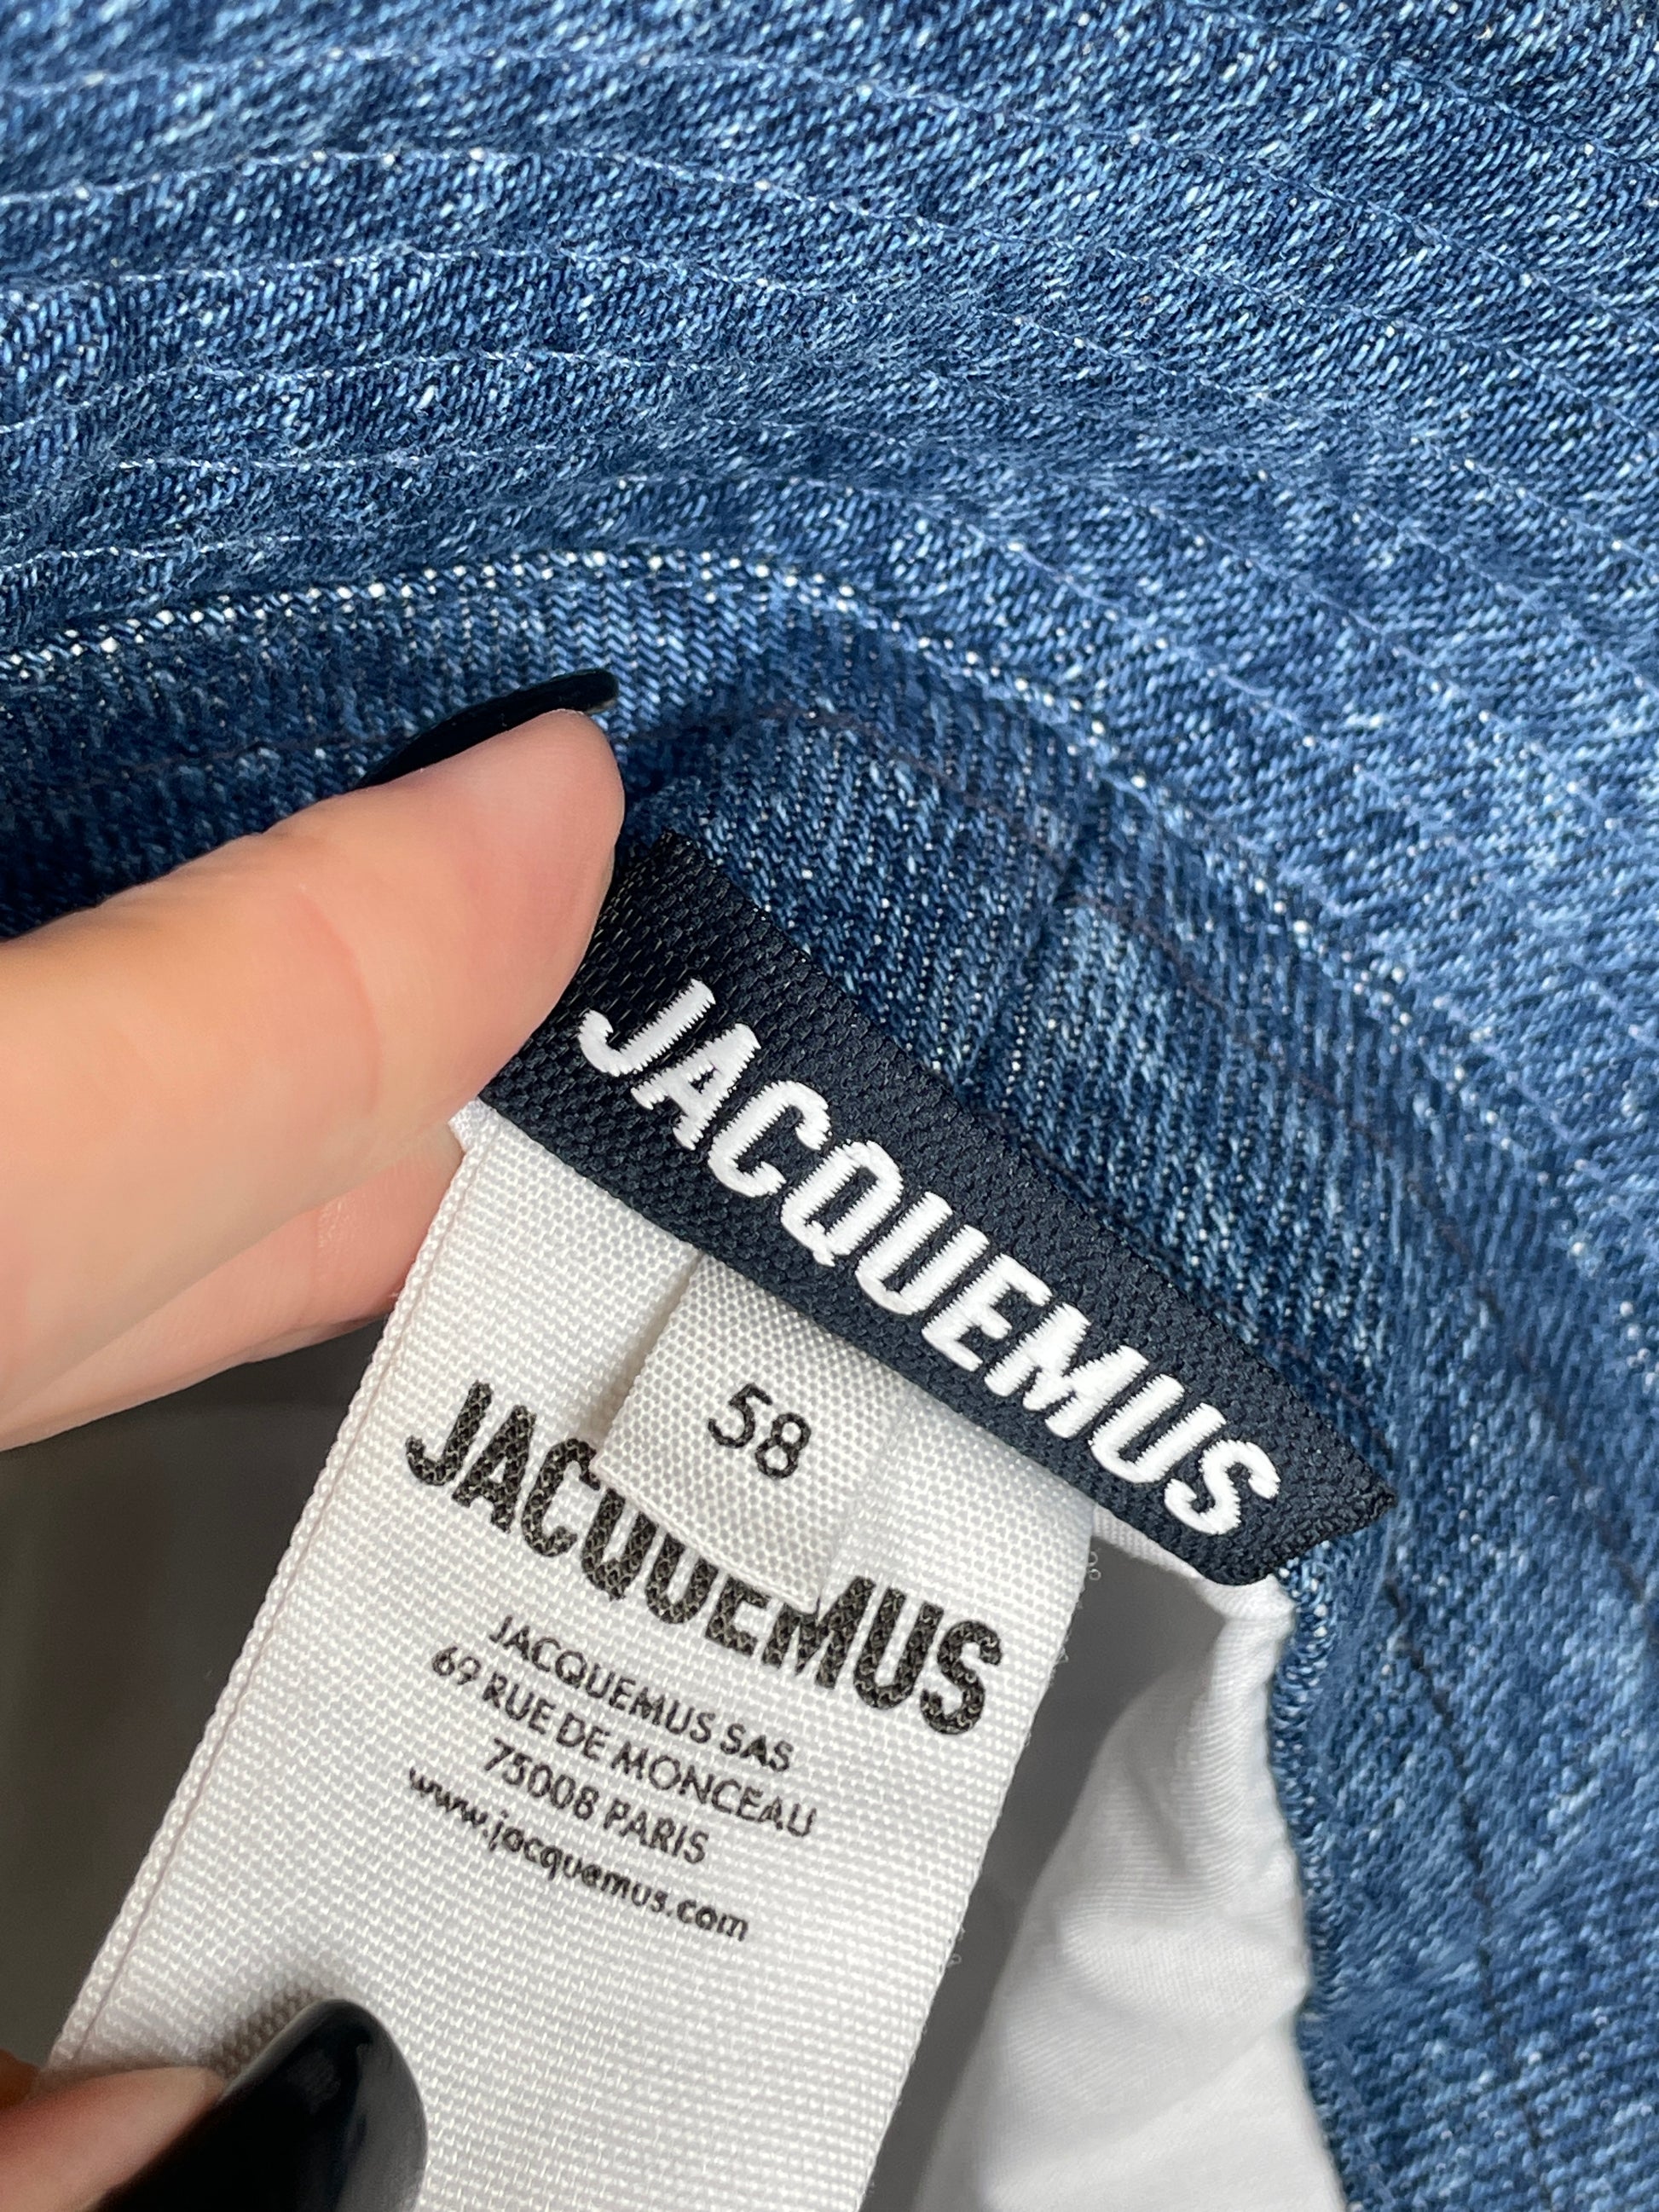 JACQUEMUS
58
JACQUEMUS
JACQUEMUS SAS
69 RUE DE MONCEAU
75008 PARIS
www.jacquemus.com